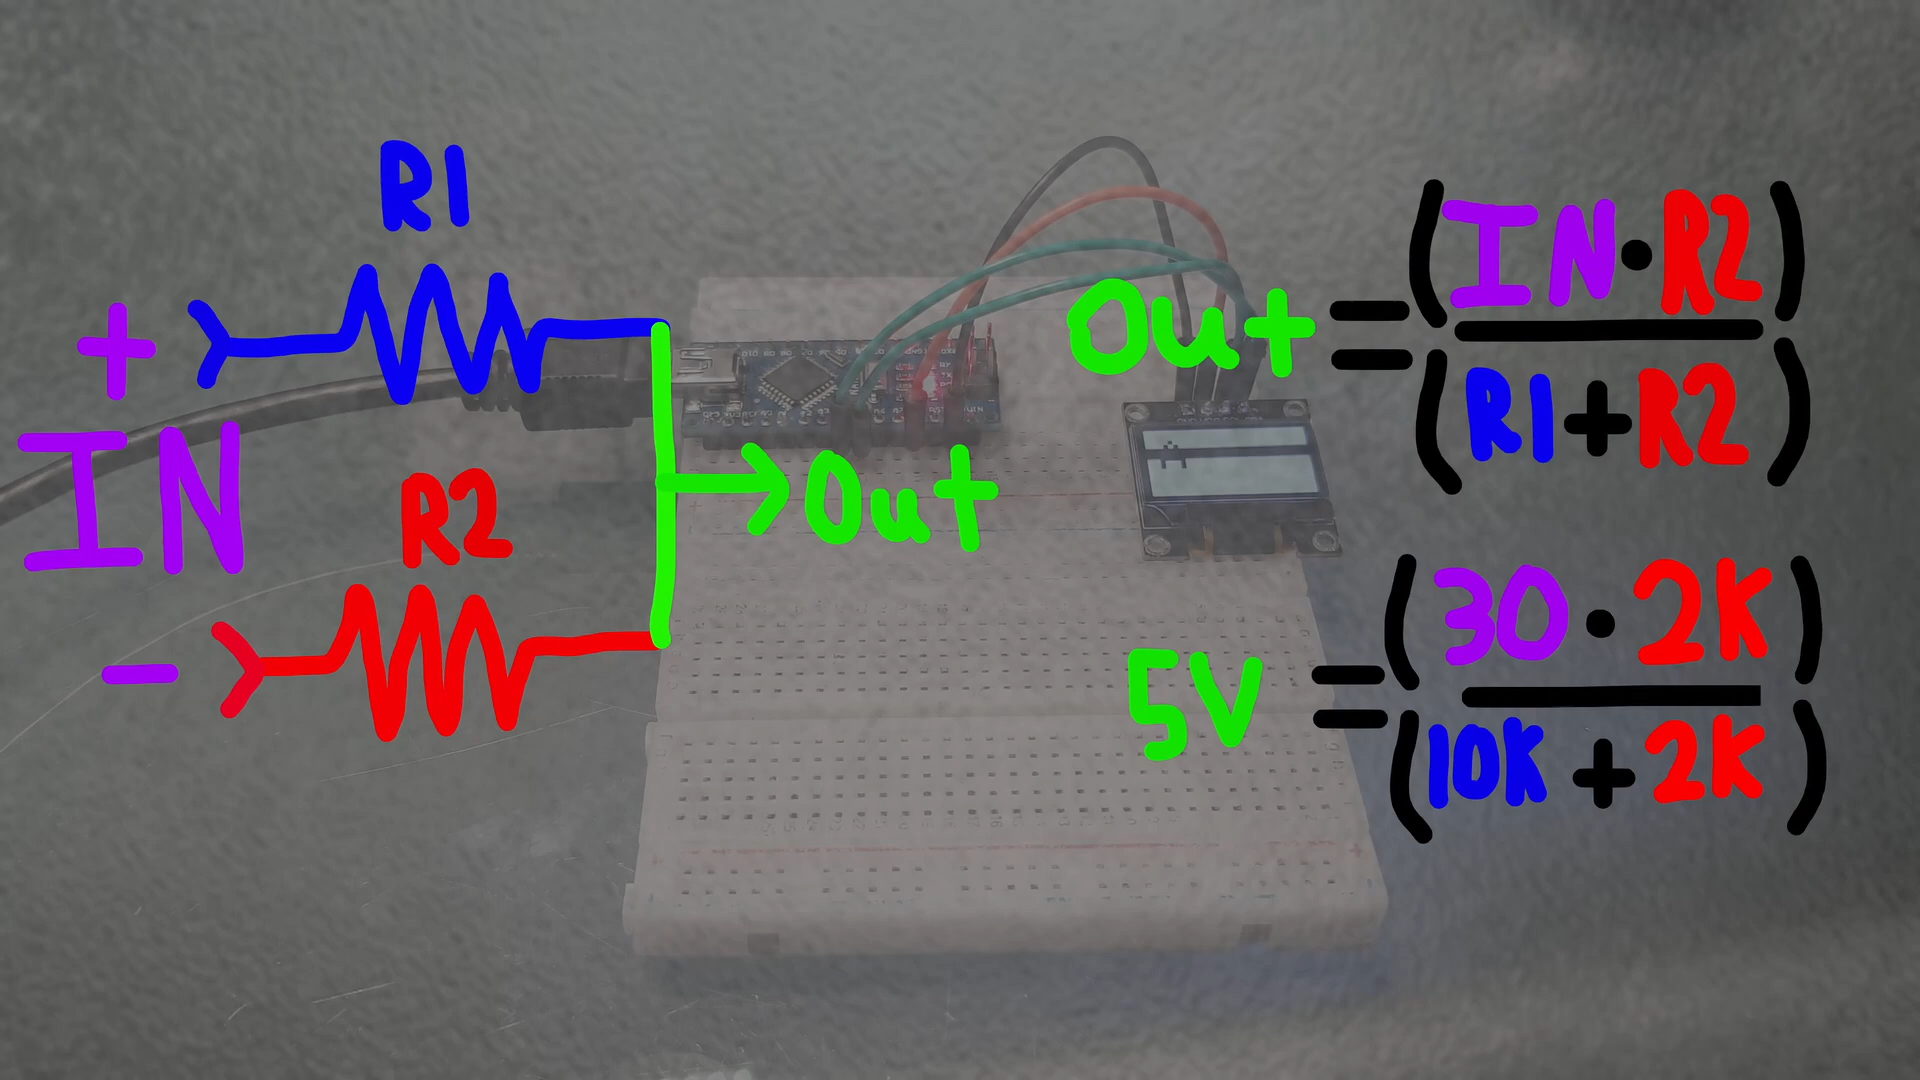 R1
+
IN
R2
-
Out
Out = (IN·R2)
(R1+R2)
5V = (30·2K)
(10K+2K)